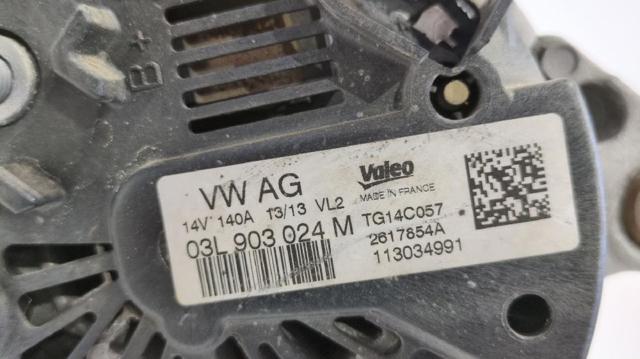 B+
VW AG
Valeo
MADE IN FRANCE
14V 140A 13/13 VL2
03L 903 024 M
TG14C057
2617854A
113034991